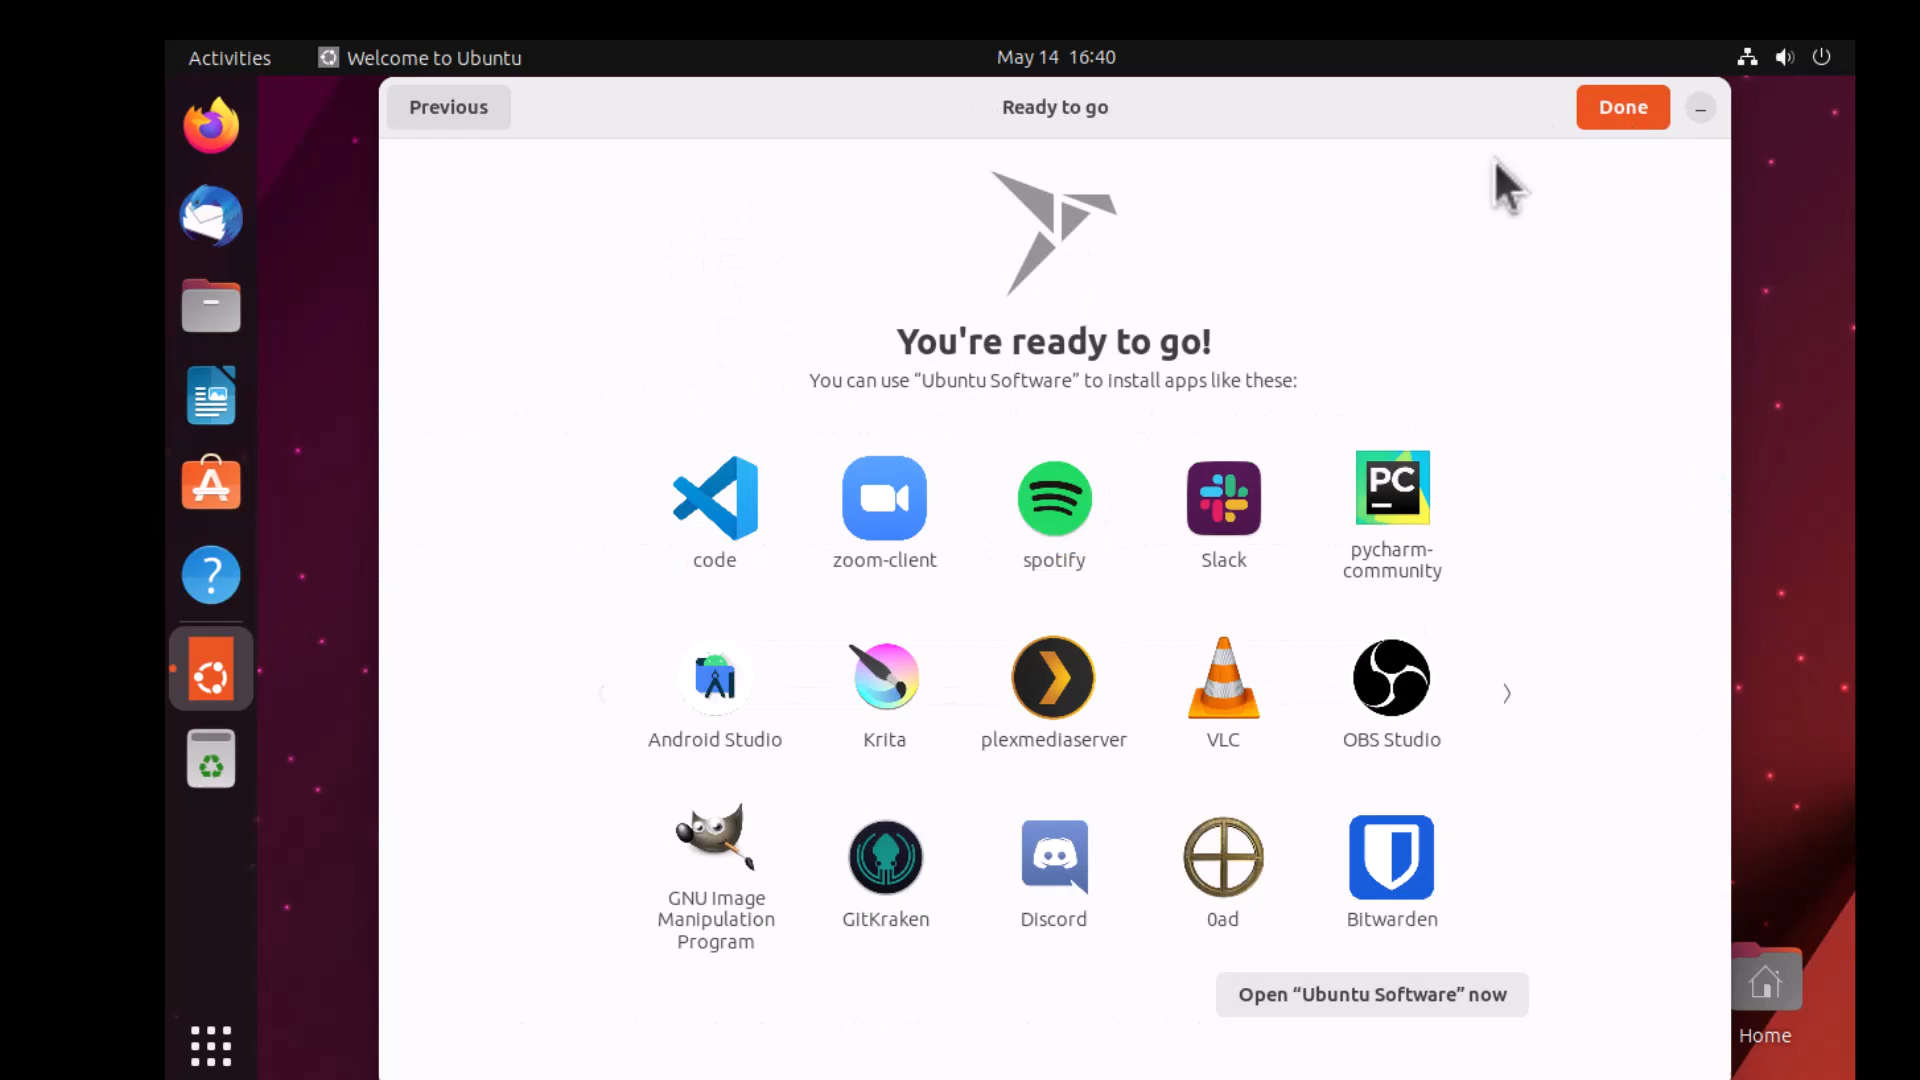 Activities
Welcome to Ubuntu
May 14 16:40
Previous
Ready to go
Done
You're ready to go!
You can use “Ubuntu Software” to install apps like these:
code
zoom-client
spotify
Slack
PC
pycharm-
community
Android Studio
Krita
plexmediaserver
VLC
OBS Studio
GNU Image
Manipulation
Program
GitKraken
Discord
0ad
Bitwarden
Open “Ubuntu Software” now
Home